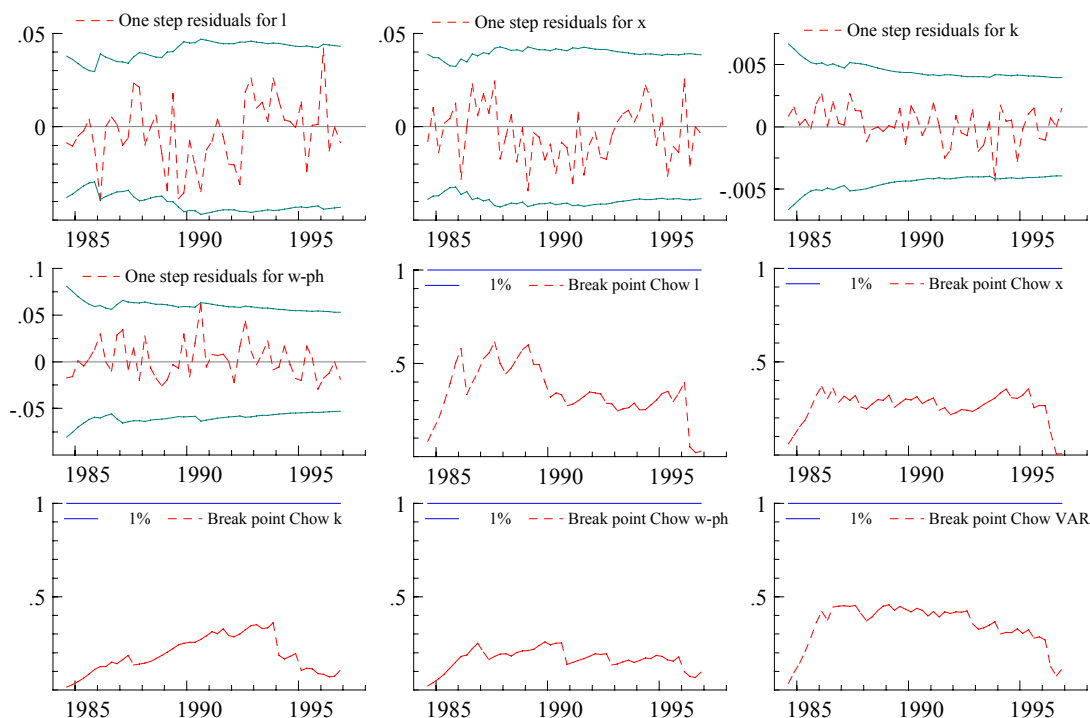 One step residuals for l
.05
0
1985 1990 1995
One step residuals for x
.05
0
1985 1990 1995
One step residuals for k
.005
0
-.005
1985 1990 1995
One step residuals for w-ph
.1
.05
0
-.05
1985 1990 1995
1
1% Break point Chow l
.5
1985 1990 1995
1
1% Break point Chow x
.5
1985 1990 1995
1
1% Break point Chow k
.5
1985 1990 1995
1
1% Break point Chow w-ph
.5
1985 1990 1995
1
1% Break point Chow VAR
.5
1985 1990 1995